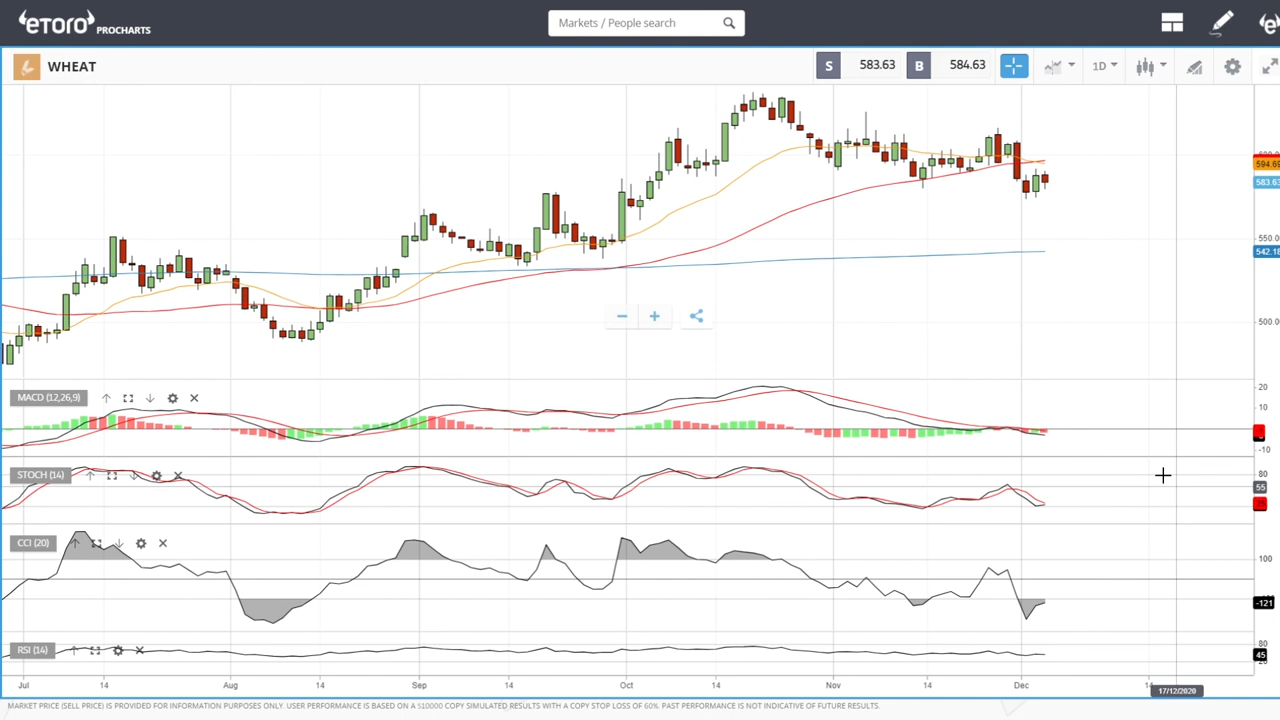 eTORO PROCHARTS
Markets / People search
WHEAT
S 583.63 B 584.63 1D
594.69
583.63
550.00
542.18
500.00
MACD (12,26,9)
20
10
-10
STOCH (14)
80
55
CCI (20)
100
-121
RSI (14)
80
45
20
Jul 14 Aug 14 Sep 14 Oct 14 Nov 14 Dec 14
17/12/2020
MARKET PRICE (SELL PRICE) IS PROVIDED FOR INFORMATION PURPOSES ONLY. USER PERFORMANCE IS BASED ON A $10000 COPY SIMULATED RESULTS WITH A COPY STOP LOSS OF 60%. PAST PERFORMANCE IS NOT INDICATIVE OF FUTURE RESULTS.